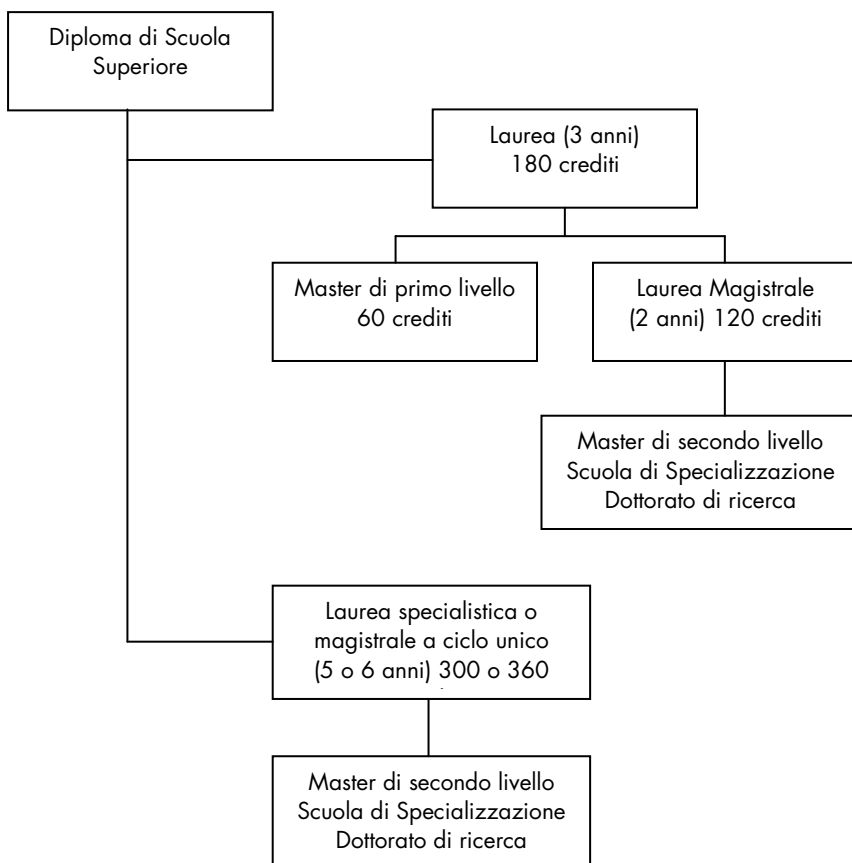 Diploma di Scuola
Superiore
Laurea (3 anni)
180 crediti
Master di primo livello
60 crediti
Laurea Magistrale
(2 anni) 120 crediti
Master di secondo livello
Scuola di Specializzazione
Dottorato di ricerca
Laurea specialistica o
magistrale a ciclo unico
(5 o 6 anni) 300 o 360
Master di secondo livello
Scuola di Specializzazione
Dottorato di ricerca